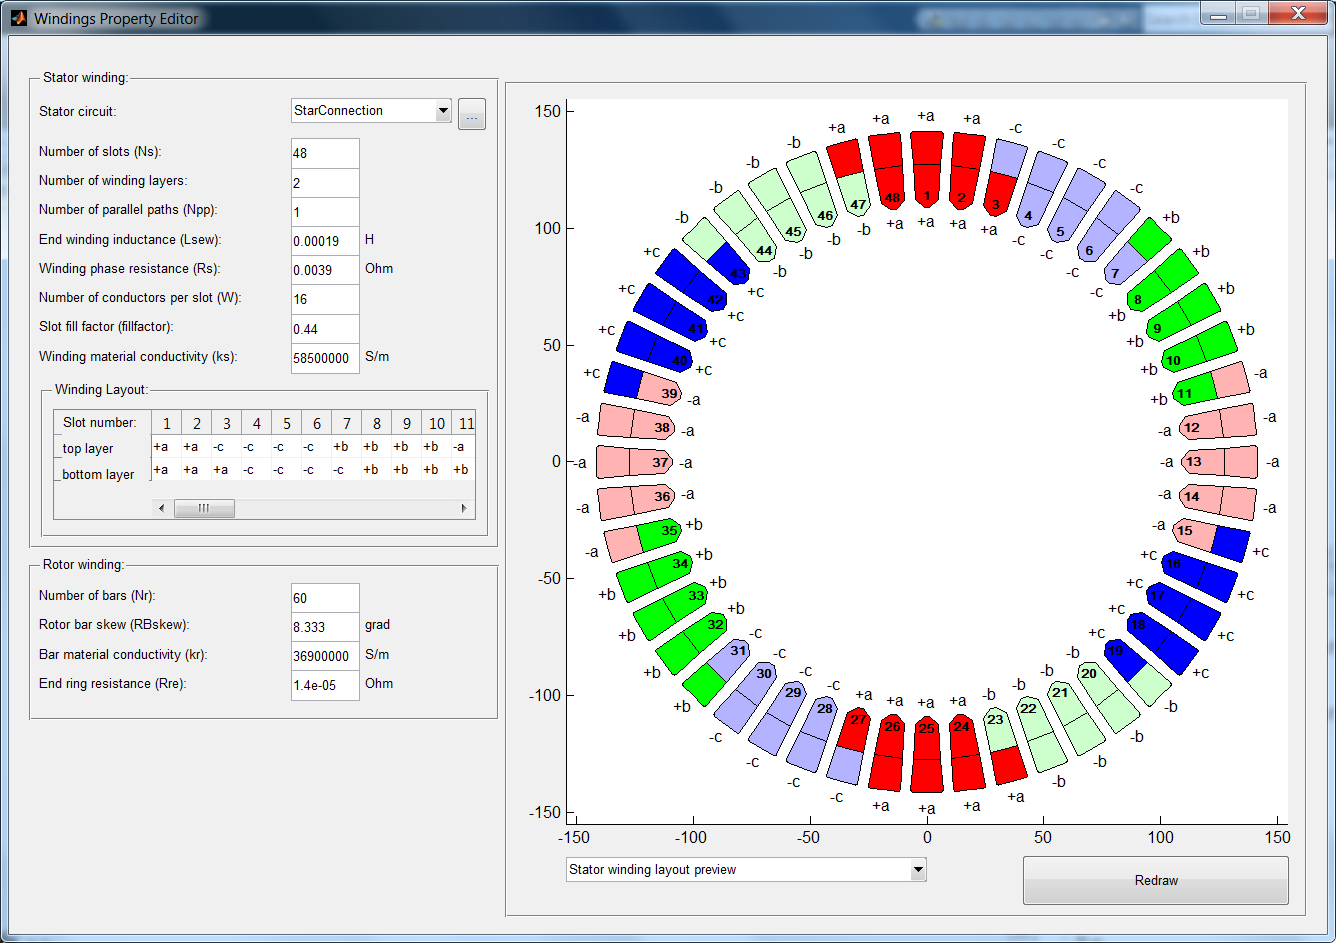 Windings Property Editor
Stator winding:
Stator circuit:
StarConnection
...
Number of slots (Ns):
48
Number of winding layers:
2
Number of parallel paths (Npp):
1
End winding inductance (Lsew):
0.00019
H
Winding phase resistance (Rs):
0.0039
Ohm
Number of conductors per slot (W):
16
Slot fill factor (fillfactor):
0.44
Winding material conductivity (ks):
58500000
S/m
Winding Layout:
Slot number: 1 2 3 4 5 6 7 8 9 10 11
top layer +a +a -c -c -c -c +b +b +b +b -a
bottom layer +a +a +a -c -c -c -c +b +b +b +b
Rotor winding:
Number of bars (Nr):
60
Rotor bar skew (RBskew):
8.333
grad
Bar material conductivity (kr):
36900000
S/m
End ring resistance (Rre):
1.4e-05
Ohm
150
100
50
0
-50
-100
-150
-150 -100 -50 0 50 100 150
+a 1 +a
+a 2 +a
-c 3 +a
-c 4 -c
-c 5 -c
-c 6 -c
+b 7 -c
+b 8 +b
+b 9 +b
+b 10 +b
-a 11 +b
-a 12 -a
-a 13 -a
-a 14 -a
+c 15 -a
+c 16 +c
+c 17 +c
+c 18 +c
-b 19 +c
-b 20 -b
-b 21 -b
-b 22 -b
+a 23 -b
+a 24 +a
+a 25 +a
+a 26 +a
-c 27 +a
-c 28 -c
-c 29 -c
-c 30 -c
+b 31 -c
+b 32 +b
+b 33 +b
+b 34 +b
-a 35 +b
-a 36 -a
-a 37 -a
-a 38 -a
+c 39 -a
+c 40 +c
+c 41 +c
+c 42 +c
-b 43 +c
-b 44 -b
-b 45 -b
-b 46 -b
+a 47 -b
+a 48 +a
Stator winding layout preview
Redraw